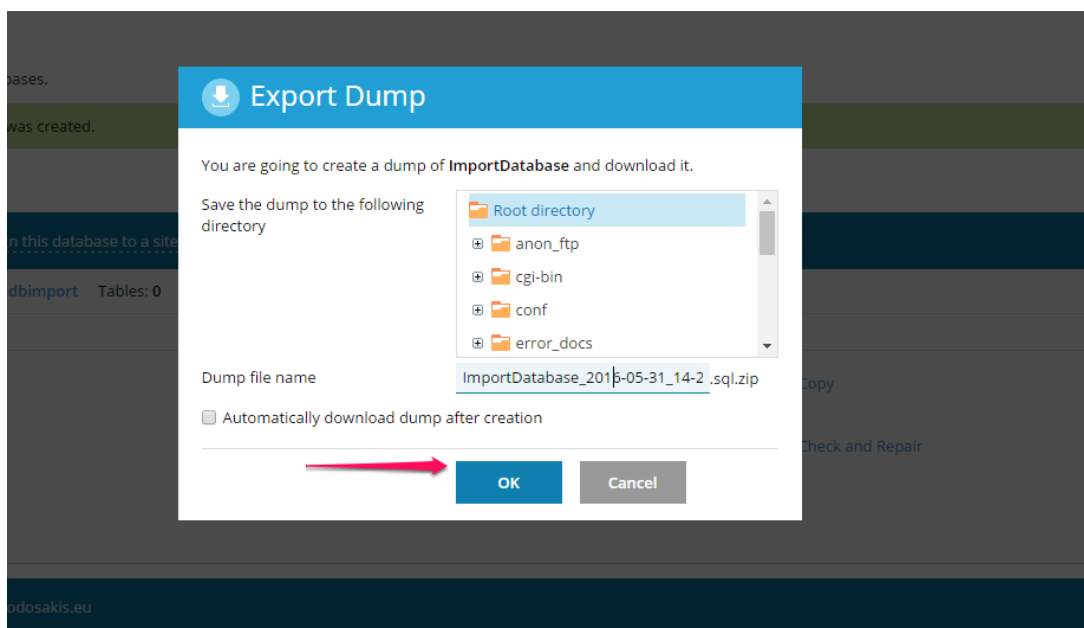 bases.
Export Dump
was created.
You are going to create a dump of ImportDatabase and download it.
Save the dump to the following
directory
Root directory
anon_ftp
cgi-bin
conf
error_docs
n this database to a site
dbimport Tables: 0
Dump file name
ImportDatabase_2016-05-31_14-2 .sql.zip
Copy
Automatically download dump after creation
Check and Repair
OK
Cancel
odosakis.eu